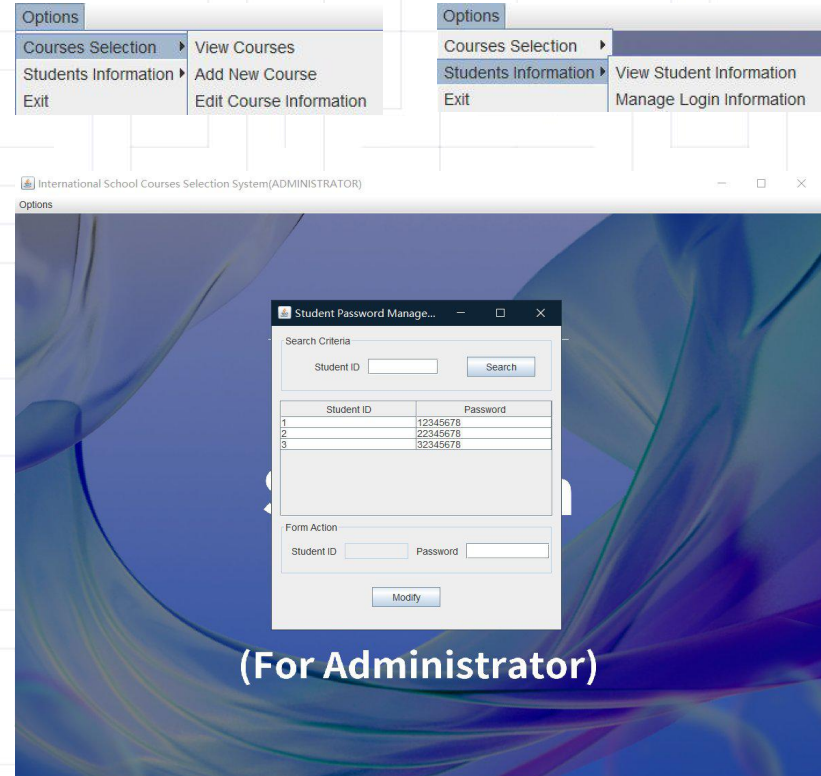 Options
Courses Selection View Courses
Students Information Add New Course
Exit Edit Course Information
Options
Courses Selection
Students Information View Student Information
Exit Manage Login Information
International School Courses Selection System(ADMINISTRATOR)
Options
Student Password Manage...
Search Criteria
Student ID Search
Student ID Password
1 12345678
2 22345678
3 32345678
Form Action
Student ID Password
Modify
(For Administrator)